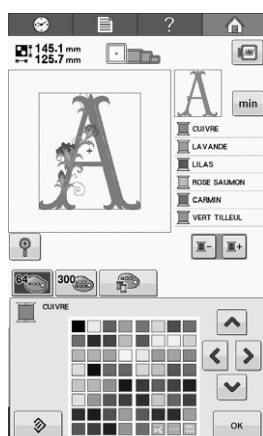 ?
145.1 mm
125.7 mm
min
CUIVRE
LAVANDE
LILAS
ROSE SAUMON
CARMIN
VERT TILLEUL
- +
64 300
CUIVRE
OK